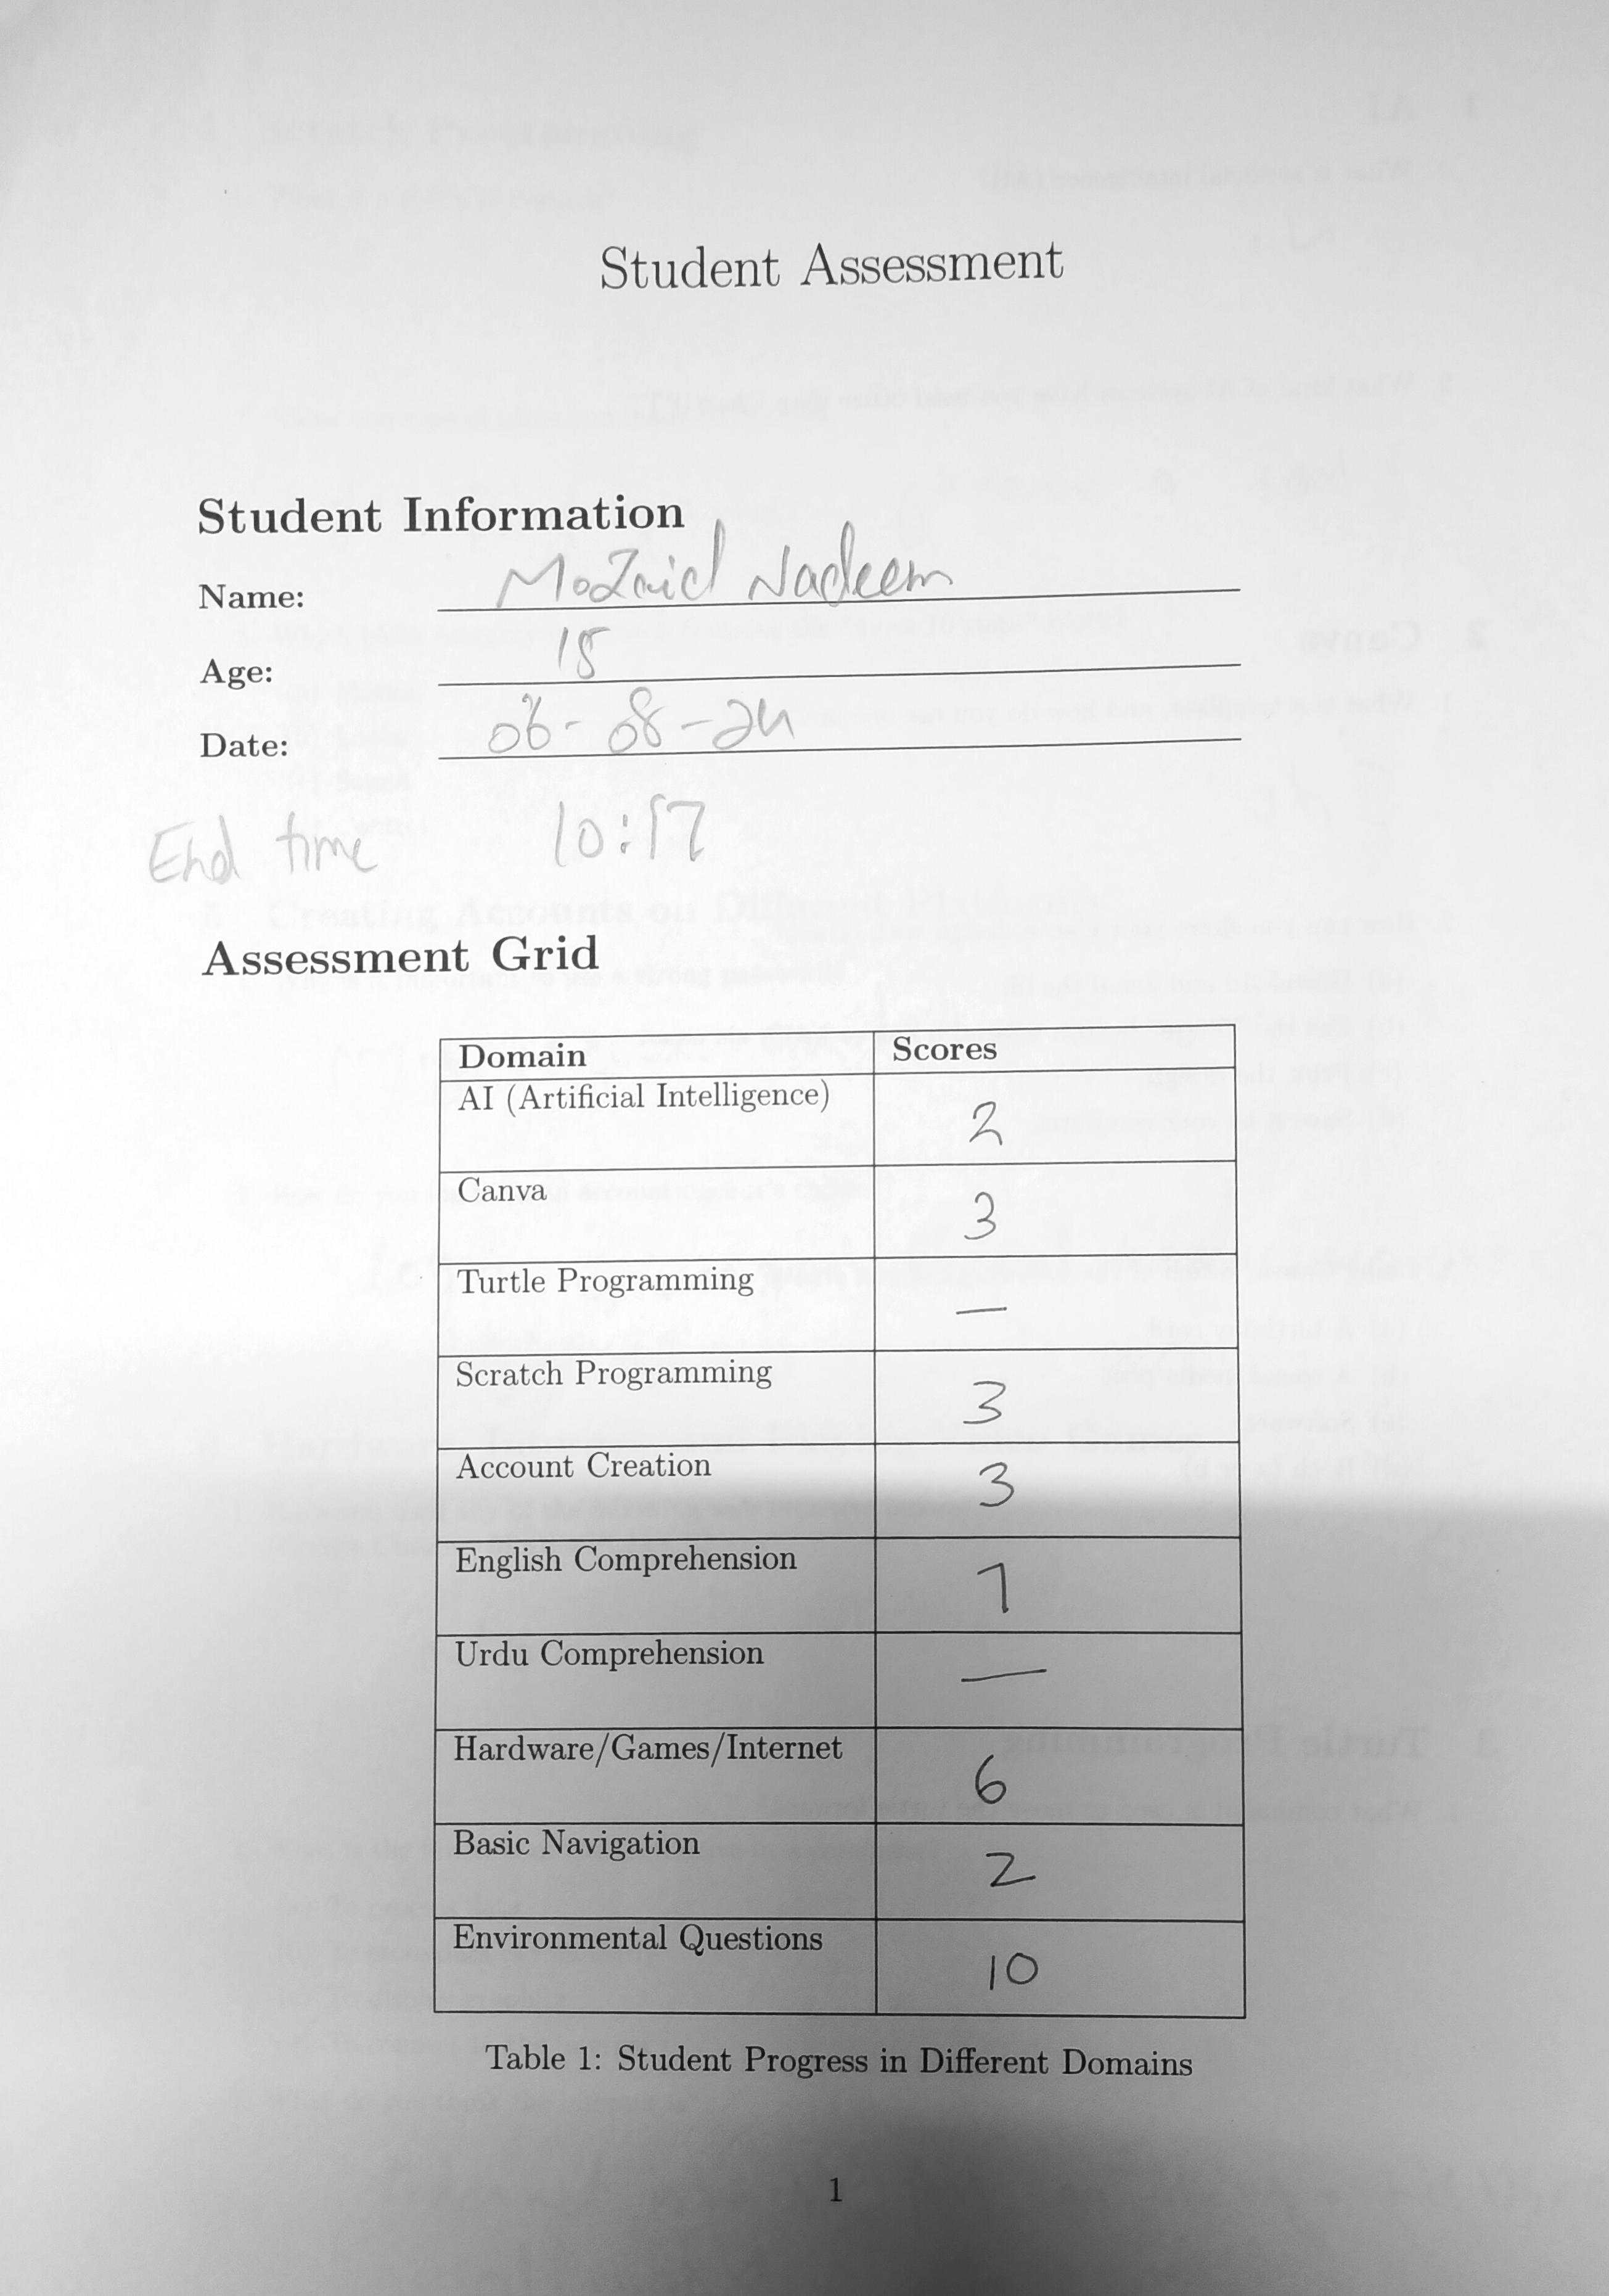 Student Assessment
Student Information
Name: MoZaid Nadeem
Age: 18
Date: 06-08-24
End time 10:17
Assessment Grid
Domain Scores
AI (Artificial Intelligence) 2
Canva 3
Turtle Programming —
Scratch Programming 3
Account Creation 3
English Comprehension 7
Urdu Comprehension —
Hardware/Games/Internet 6
Basic Navigation 2
Environmental Questions 10
Table 1: Student Progress in Different Domains
1